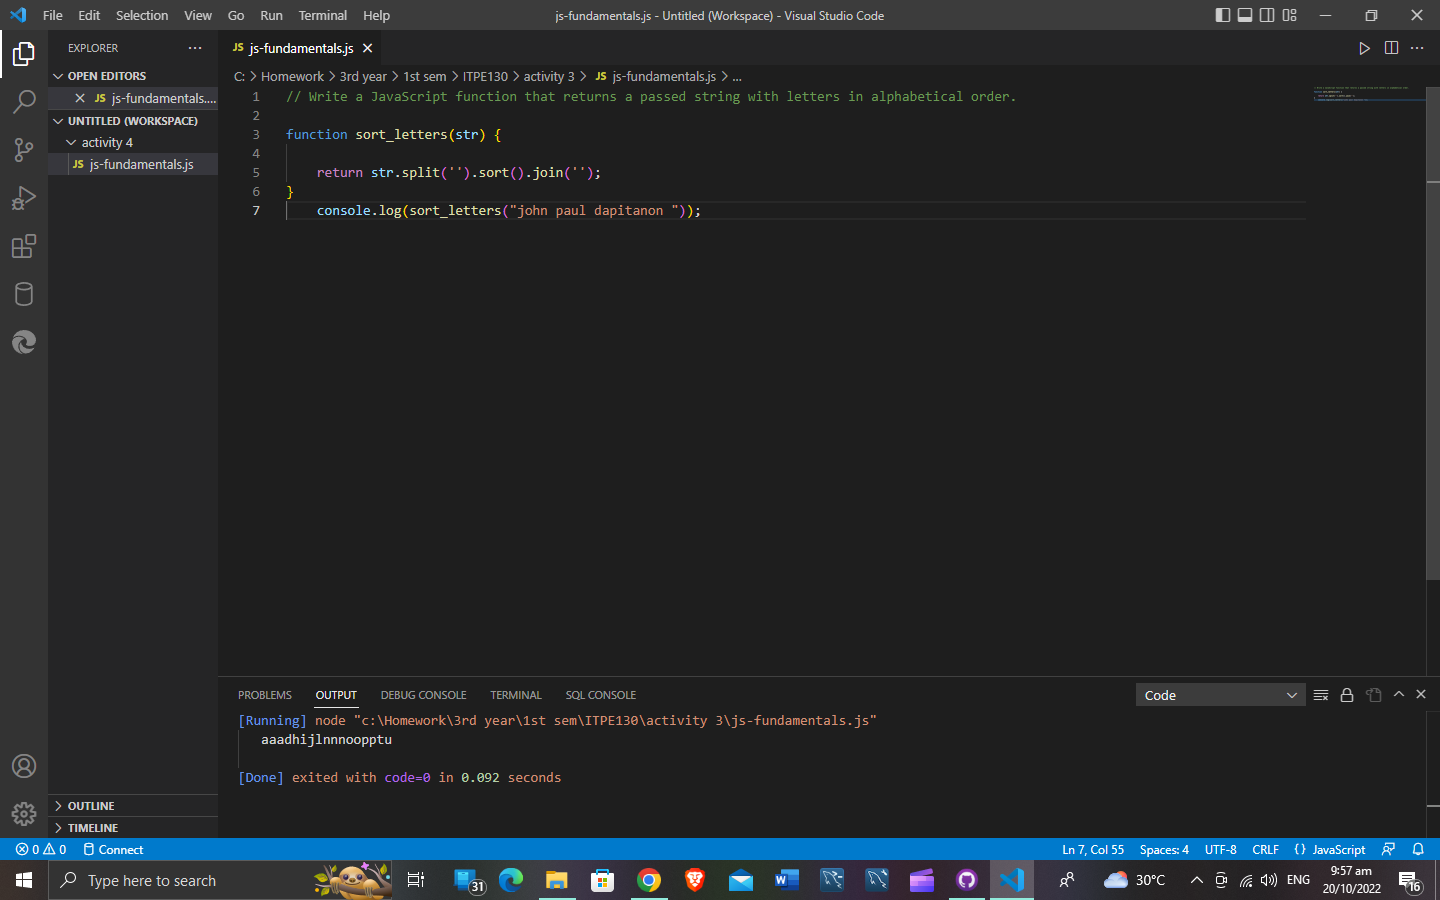 File Edit Selection View Go Run Terminal Help
js-fundamentals.js - Untitled (Workspace) - Visual Studio Code
EXPLORER
OPEN EDITORS
JS js-fundamentals....
UNTITLED (WORKSPACE)
activity 4
JS js-fundamentals.js
OUTLINE
TIMELINE
JS js-fundamentals.js
C: > Homework > 3rd year > 1st sem > ITPE130 > activity 3 > JS js-fundamentals.js > ...
1 // Write a JavaScript function that returns a passed string with letters in alphabetical order.
2
3 function sort_letters(str) {
4
5 return str.split('').sort().join('');
6 }
7 console.log(sort_letters("john paul dapitanon "));
PROBLEMS OUTPUT DEBUG CONSOLE TERMINAL SQL CONSOLE
Code
[Running] node "c:\Homework\3rd year\1st sem\ITPE130\activity 3\js-fundamentals.js"
aaadhijlnnnoopptu
[Done] exited with code=0 in 0.092 seconds
0 0 Connect
Ln 7, Col 55 Spaces: 4 UTF-8 CRLF {} JavaScript
Type here to search
31
30°C
ENG
9:57 am
20/10/2022
16